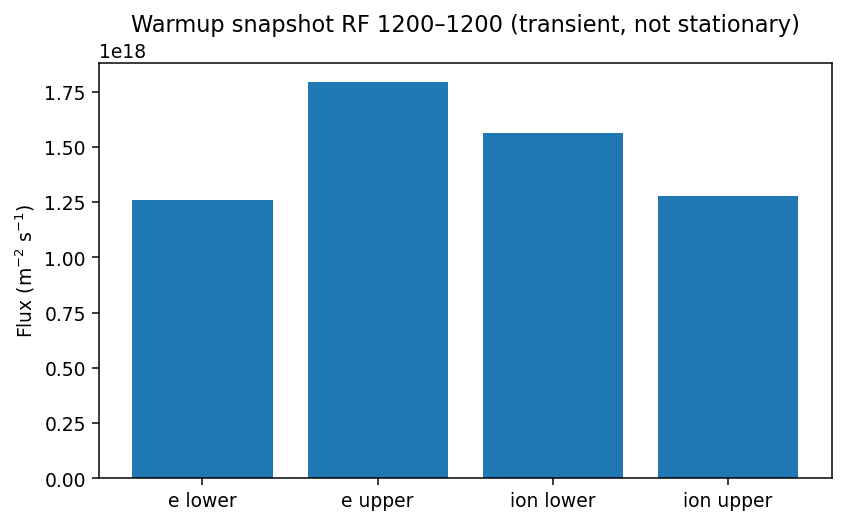 Warmup snapshot RF 1200–1200 (transient, not stationary)
1e18
Flux (m⁻² s⁻¹)
1.75
1.50
1.25
1.00
0.75
0.50
0.25
0.00
e lower
e upper
ion lower
ion upper